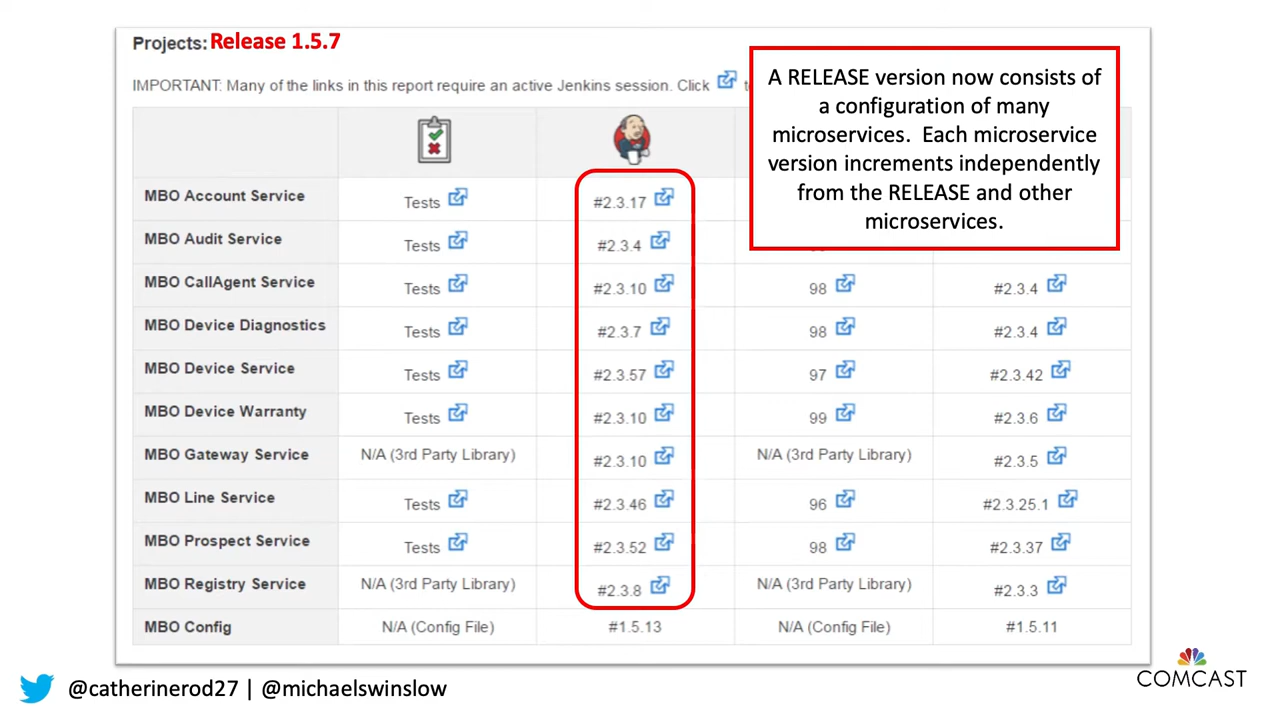 Projects: Release 1.5.7
IMPORTANT: Many of the links in this report require an active Jenkins session. Click
A RELEASE version now consists of
a configuration of many
microservices. Each microservice
version increments independently
from the RELEASE and other
microservices.
MBO Account Service Tests #2.3.17
MBO Audit Service Tests #2.3.4
MBO CallAgent Service Tests #2.3.10 98 #2.3.4
MBO Device Diagnostics Tests #2.3.7 98 #2.3.4
MBO Device Service Tests #2.3.57 97 #2.3.42
MBO Device Warranty Tests #2.3.10 99 #2.3.6
MBO Gateway Service N/A (3rd Party Library) #2.3.10 N/A (3rd Party Library) #2.3.5
MBO Line Service Tests #2.3.46 96 #2.3.25.1
MBO Prospect Service Tests #2.3.52 98 #2.3.37
MBO Registry Service N/A (3rd Party Library) #2.3.8 N/A (3rd Party Library) #2.3.3
MBO Config N/A (Config File) #1.5.13 N/A (Config File) #1.5.11
@catherinerod27 | @michaelswinslow
COMCAST